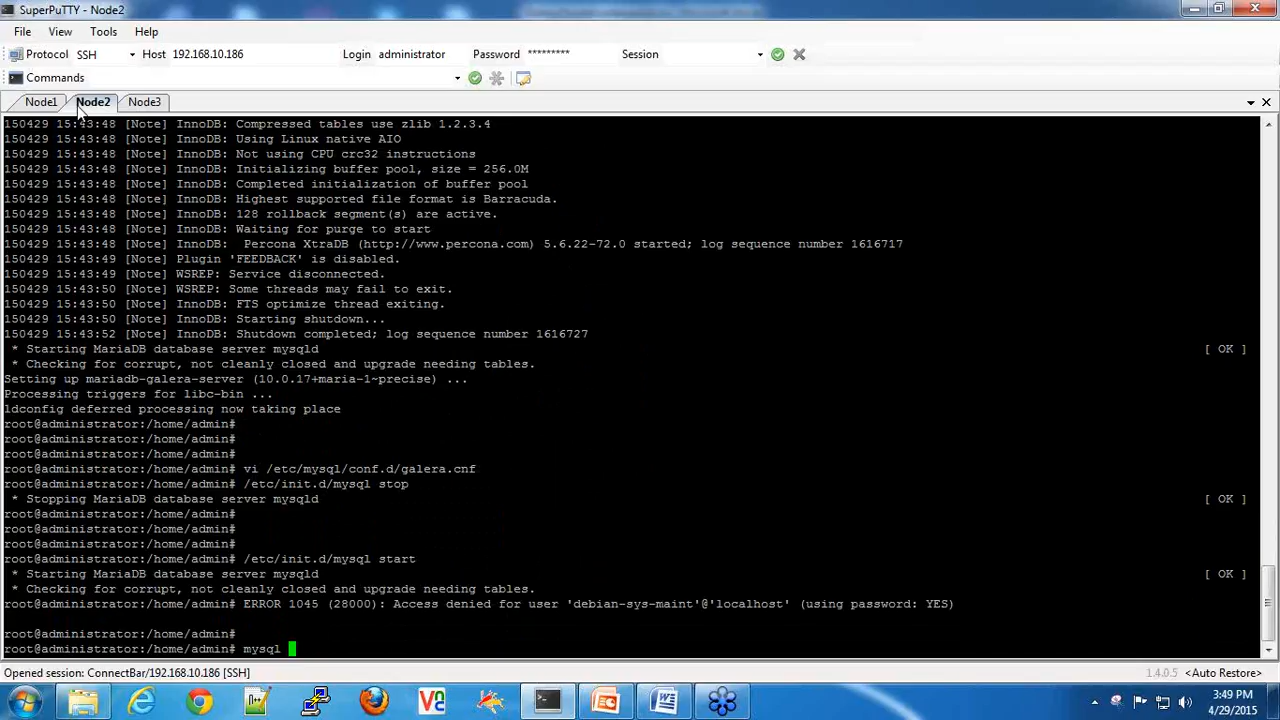 SuperPuTTY - Node2
File View Tools Help
Protocol SSH Host 192.168.10.186 Login administrator Password ********* Session
Commands
Node1 Node2 Node3
150429 15:43:48 [Note] InnoDB: Compressed tables use zlib 1.2.3.4
150429 15:43:48 [Note] InnoDB: Using Linux native AIO
150429 15:43:48 [Note] InnoDB: Not using CPU crc32 instructions
150429 15:43:48 [Note] InnoDB: Initializing buffer pool, size = 256.0M
150429 15:43:48 [Note] InnoDB: Completed initialization of buffer pool
150429 15:43:48 [Note] InnoDB: Highest supported file format is Barracuda.
150429 15:43:48 [Note] InnoDB: 128 rollback segment(s) are active.
150429 15:43:48 [Note] InnoDB: Waiting for purge to start
150429 15:43:48 [Note] InnoDB:  Percona XtraDB (http://www.percona.com) 5.6.22-72.0 started; log sequence number 1616717
150429 15:43:49 [Note] Plugin 'FEEDBACK' is disabled.
150429 15:43:49 [Note] WSREP: Service disconnected.
150429 15:43:50 [Note] WSREP: Some threads may fail to exit.
150429 15:43:50 [Note] InnoDB: FTS optimize thread exiting.
150429 15:43:50 [Note] InnoDB: Starting shutdown...
150429 15:43:52 [Note] InnoDB: Shutdown completed; log sequence number 1616727
 * Starting MariaDB database server mysqld [ OK ]
 * Checking for corrupt, not cleanly closed and upgrade needing tables.
Setting up mariadb-galera-server (10.0.17+maria-1~precise) ...
Processing triggers for libc-bin ...
ldconfig deferred processing now taking place
root@administrator:/home/admin#
root@administrator:/home/admin#
root@administrator:/home/admin#
root@administrator:/home/admin# vi /etc/mysql/conf.d/galera.cnf
root@administrator:/home/admin# /etc/init.d/mysql stop
 * Stopping MariaDB database server mysqld [ OK ]
root@administrator:/home/admin#
root@administrator:/home/admin#
root@administrator:/home/admin#
root@administrator:/home/admin# /etc/init.d/mysql start
 * Starting MariaDB database server mysqld [ OK ]
 * Checking for corrupt, not cleanly closed and upgrade needing tables.
root@administrator:/home/admin# ERROR 1045 (28000): Access denied for user 'debian-sys-maint'@'localhost' (using password: YES)
root@administrator:/home/admin#
root@administrator:/home/admin# mysql
Opened session: ConnectBar/192.168.10.186 [SSH] 1.4.0.5 <Auto Restore>
3:49 PM
4/29/2015